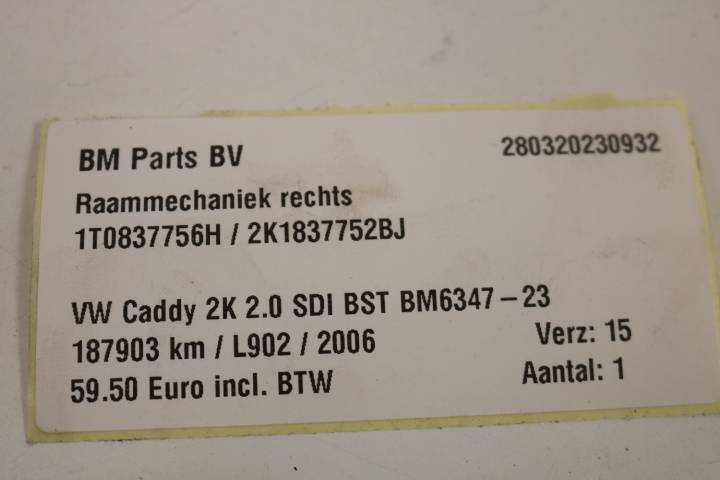 BM Parts BV 280320230932
Raammechaniek rechts
1T0837756H / 2K1837752BJ
VW Caddy 2K 2.0 SDI BST BM6347-23
187903 km / L902 / 2006 Verz: 15
59.50 Euro incl. BTW Aantal: 1